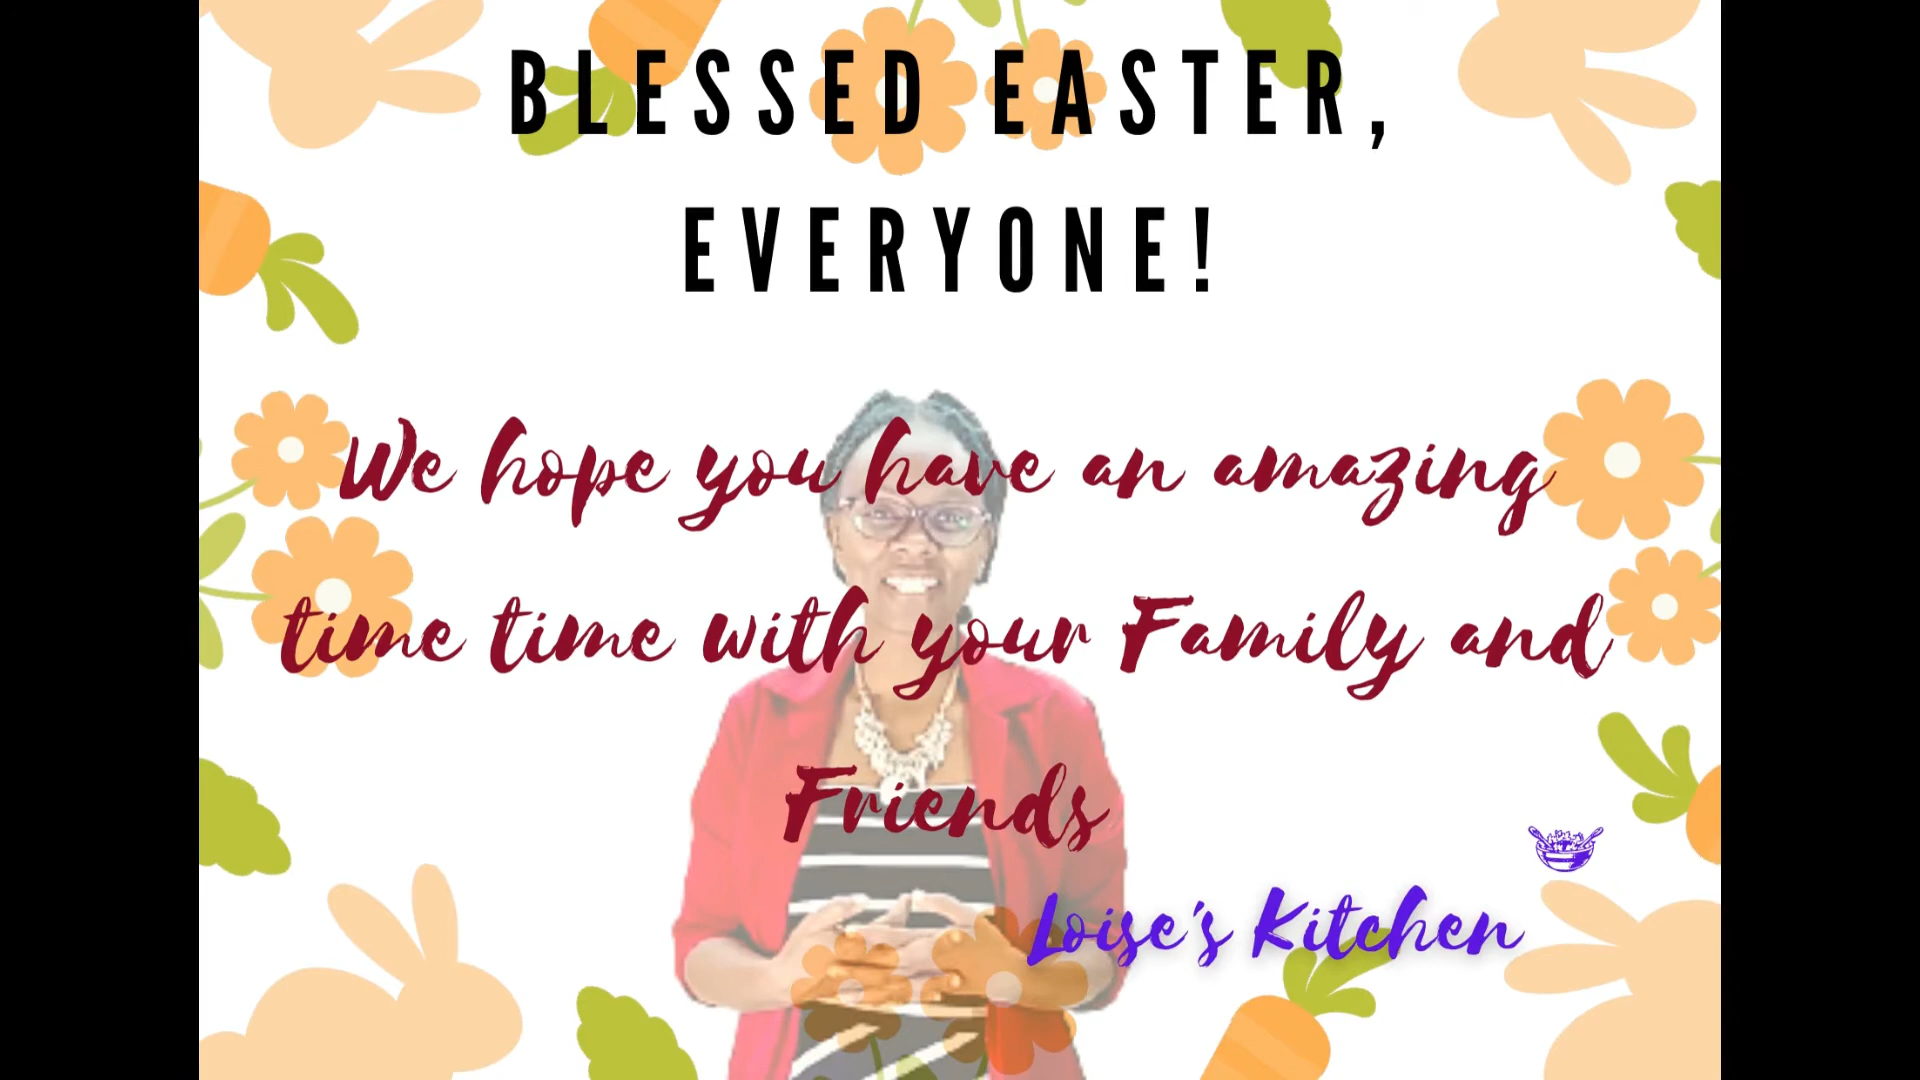 BLESSED EASTER,
EVERYONE!
We hope you have an amazing
time time with your Family and
Friends
Loise's Kitchen